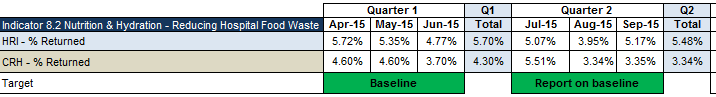 Quarter 1 Q1 Quarter 2 Q2
Indicator 8.2 Nutrition & Hydration - Reducing Hospital Food Waste Apr-15 May-15 Jun-15 Total Jul-15 Aug-15 Sep-15 Total
HRI - % Returned 5.72% 5.35% 4.77% 5.70% 5.07% 3.95% 5.17% 5.48%
CRH - % Returned 4.60% 4.60% 3.70% 4.30% 5.51% 3.34% 3.35% 3.34%
Target Baseline Report on baseline